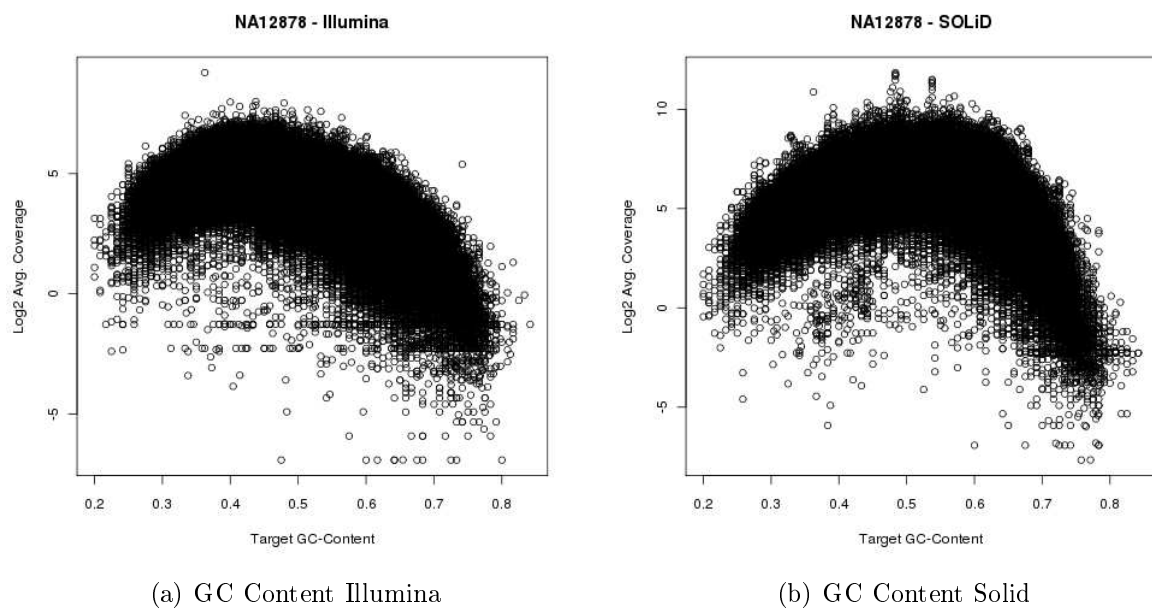 NA12878 - Illumina
Log2 Avg. Coverage
5
0
-5
0.2 0.3 0.4 0.5 0.6 0.7 0.8
Target GC-Content
(a) GC Content Illumina
NA12878 - SOLiD
Log2 Avg. Coverage
10
5
0
-5
0.2 0.3 0.4 0.5 0.6 0.7 0.8
Target GC-Content
(b) GC Content Solid